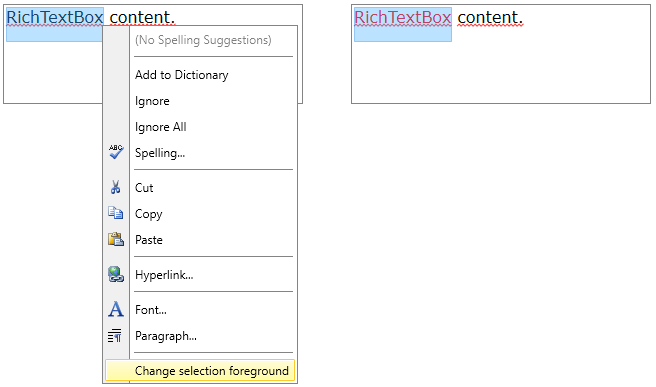 RichTextBox content.
RichTextBox content.
(No Spelling Suggestions)
Add to Dictionary
Ignore
Ignore All
ABC
Spelling...
Cut
Copy
Paste
Hyperlink...
A
Font...
Paragraph...
Change selection foreground